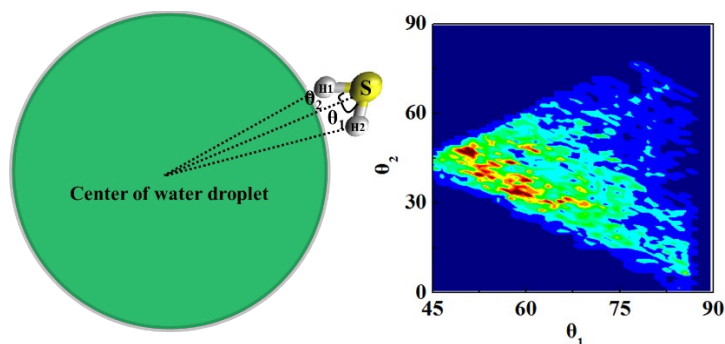 H1
S
θ2
θ1
H2
Center of water droplet
90
60
θ2
30
0
45
60
75
90
θ1